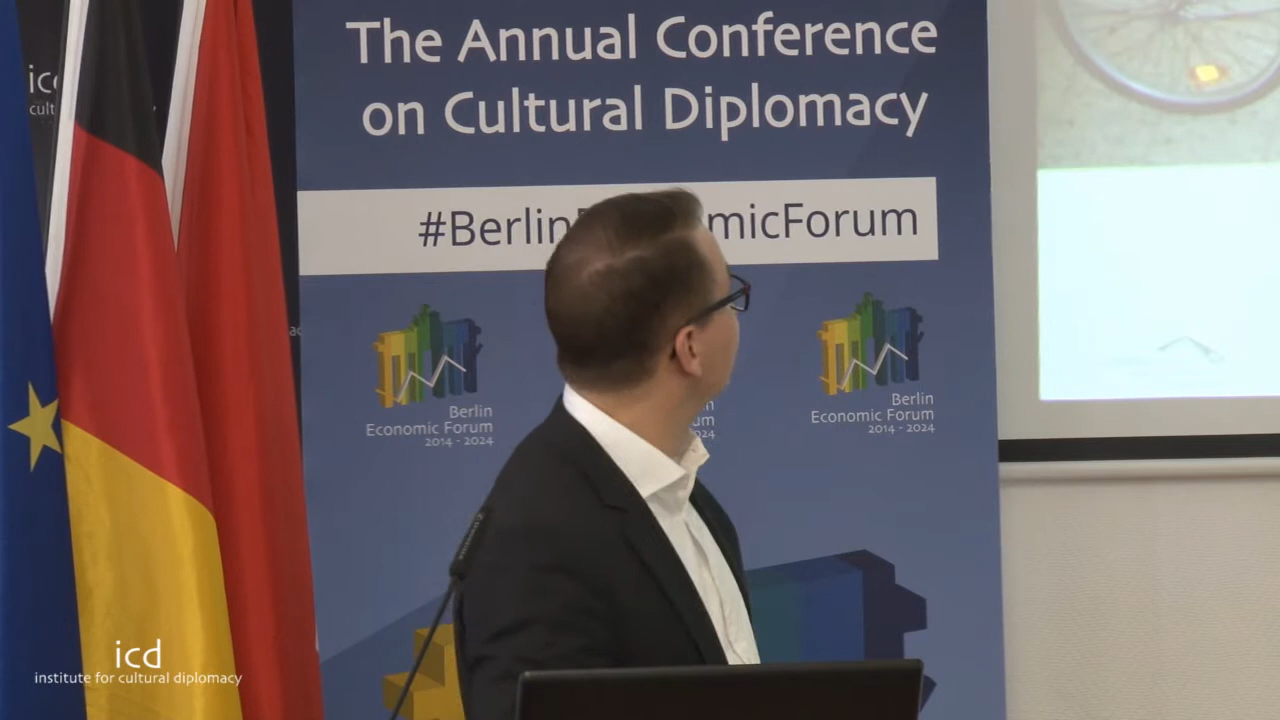 The Annual Conference
on Cultural Diplomacy
#Berlin
micForum
Berlin
Economic Forum
2014 - 2024
Berlin
Economic Forum
2014 - 2024
icd
institute for cultural diplomacy